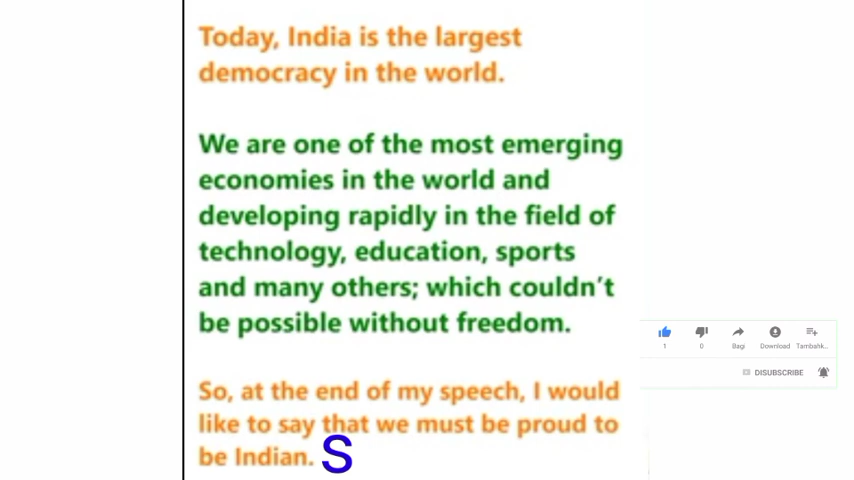 Today, India is the largest
democracy in the world.
We are one of the most emerging
economies in the world and
developing rapidly in the field of
technology, education, sports
and many others; which couldn't
be possible without freedom.
So, at the end of my speech, I would
like to say that we must be proud to
be Indian. S
1 0 Bagi Download Tambahk...
DISUBSCRIBE